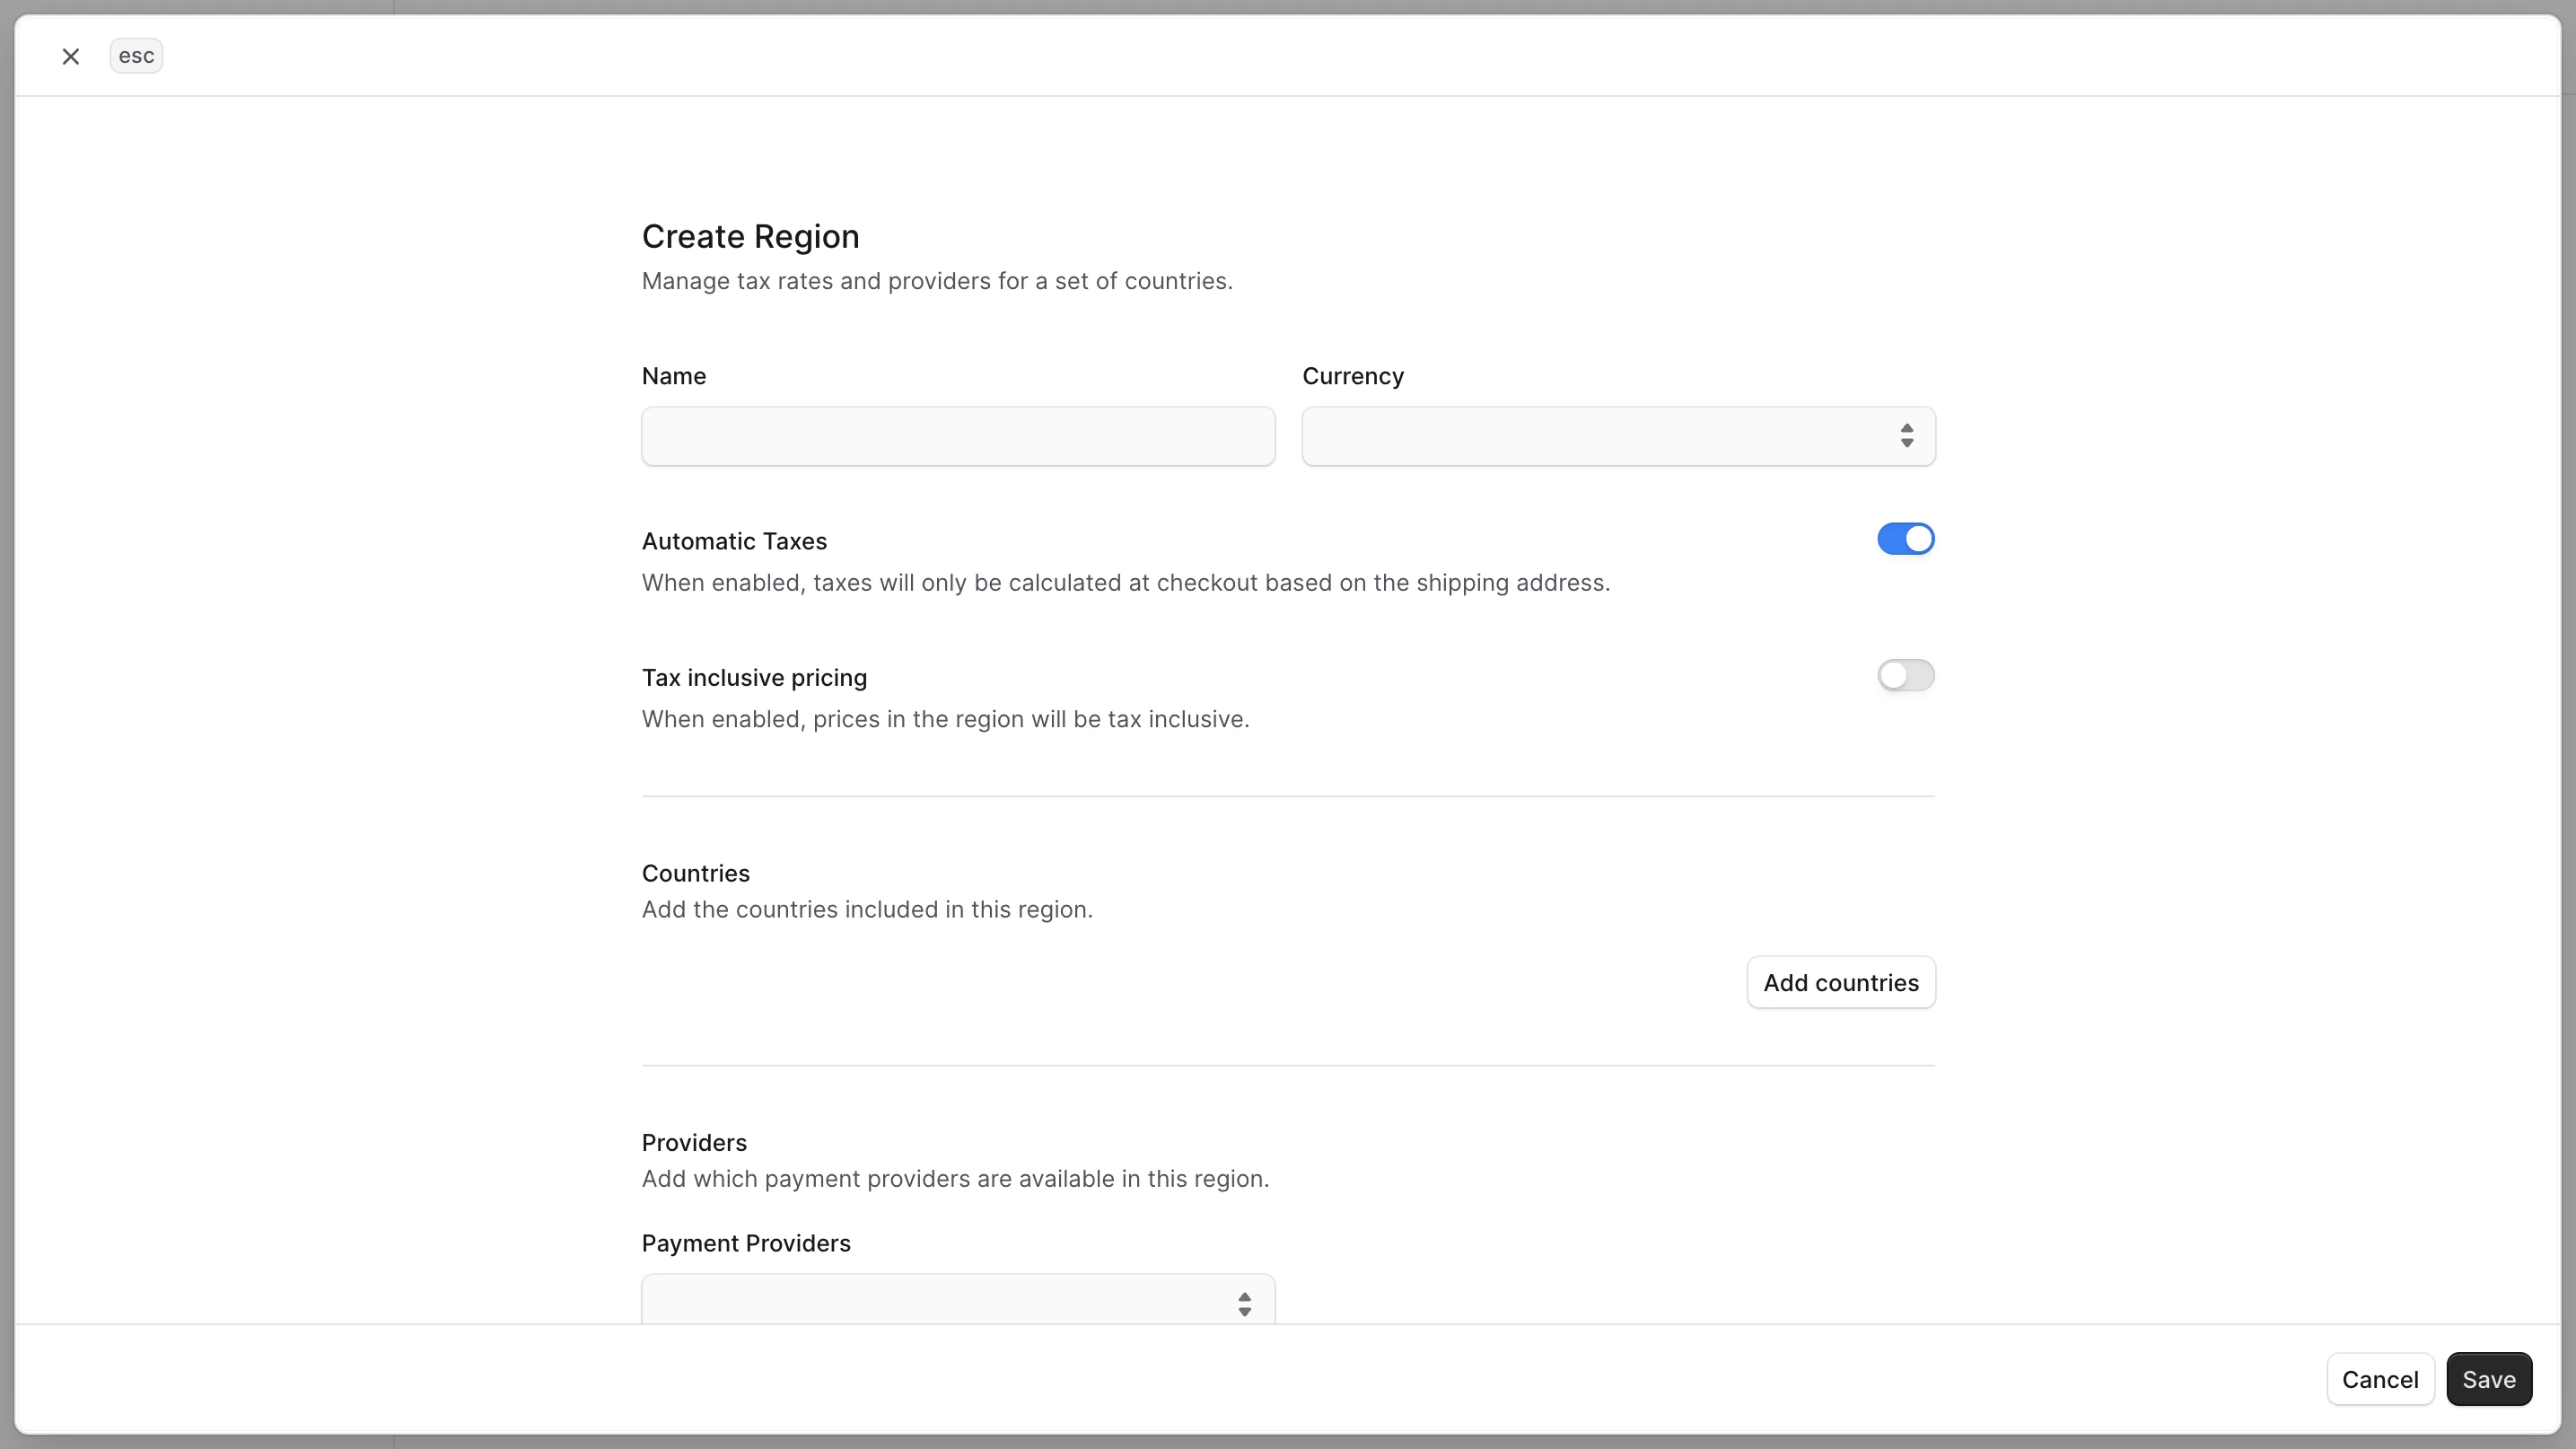 esc
Create Region
Manage tax rates and providers for a set of countries.
Name
Currency
Automatic Taxes
When enabled, taxes will only be calculated at checkout based on the shipping address.
Tax inclusive pricing
When enabled, prices in the region will be tax inclusive.
Countries
Add the countries included in this region.
Add countries
Providers
Add which payment providers are available in this region.
Payment Providers
Cancel
Save